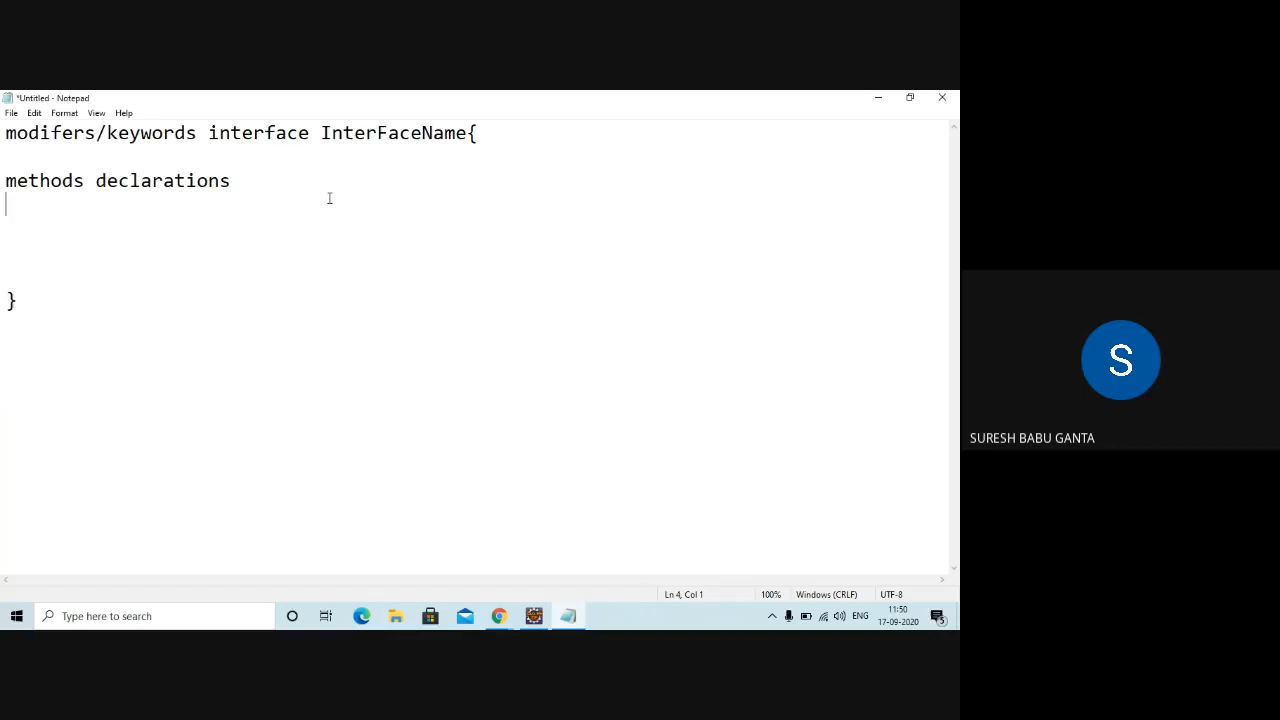 *Untitled - Notepad
File Edit Format View Help
modifers/keywords interface InterFaceName{
methods declarations
}
S
SURESH BABU GANTA
Ln 4, Col 1 100% Windows (CRLF) UTF-8
Type here to search
ENG
11:50
17-09-2020
5